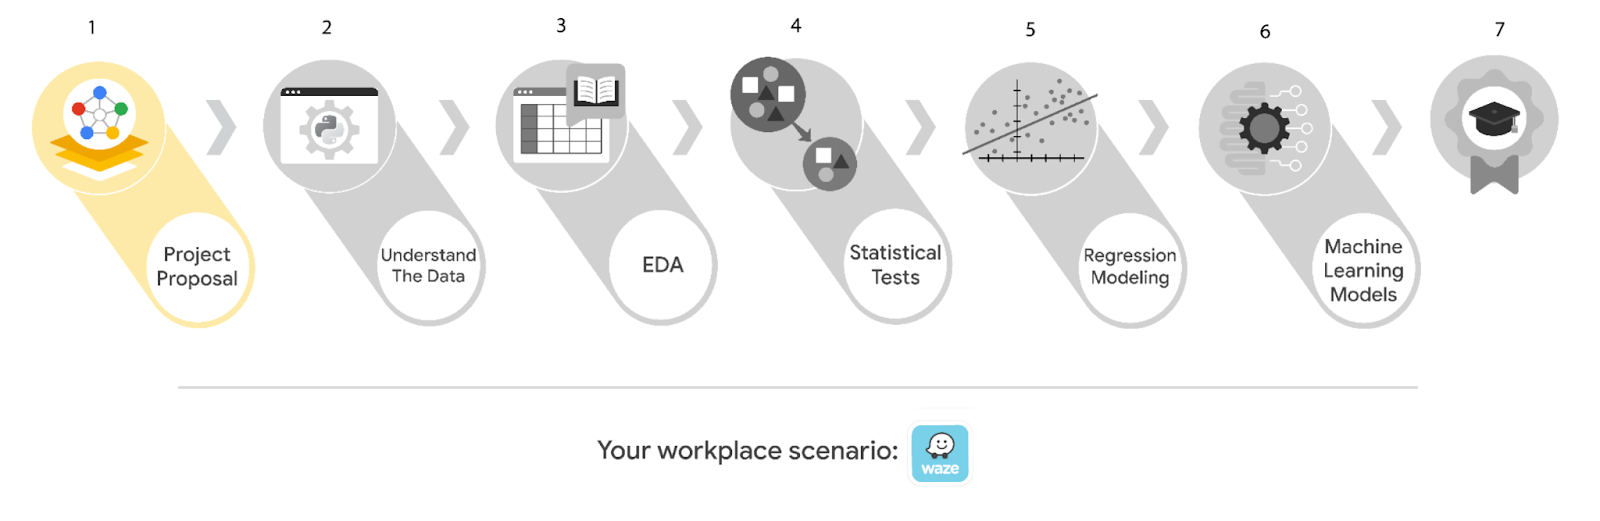 1
2
3
4
5
6
7
Project
Proposal
Understand
The Data
EDA
Statistical
Tests
Regression
Modeling
Machine
Learning
Models
Your workplace scenario:
waze